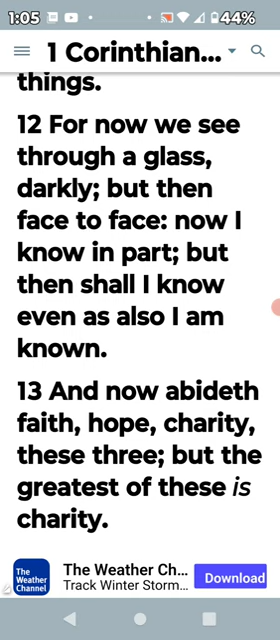 1:05 44%
1 Corinthian...
things.
12 For now we see
through a glass,
darkly; but then
face to face: now I
know in part; but
then shall I know
even as also I am
known.
13 And now abideth
faith, hope, charity,
these three; but the
greatest of these is
charity.
The Weather Ch...
Track Winter Storm...
Download
The
Weather
Channel